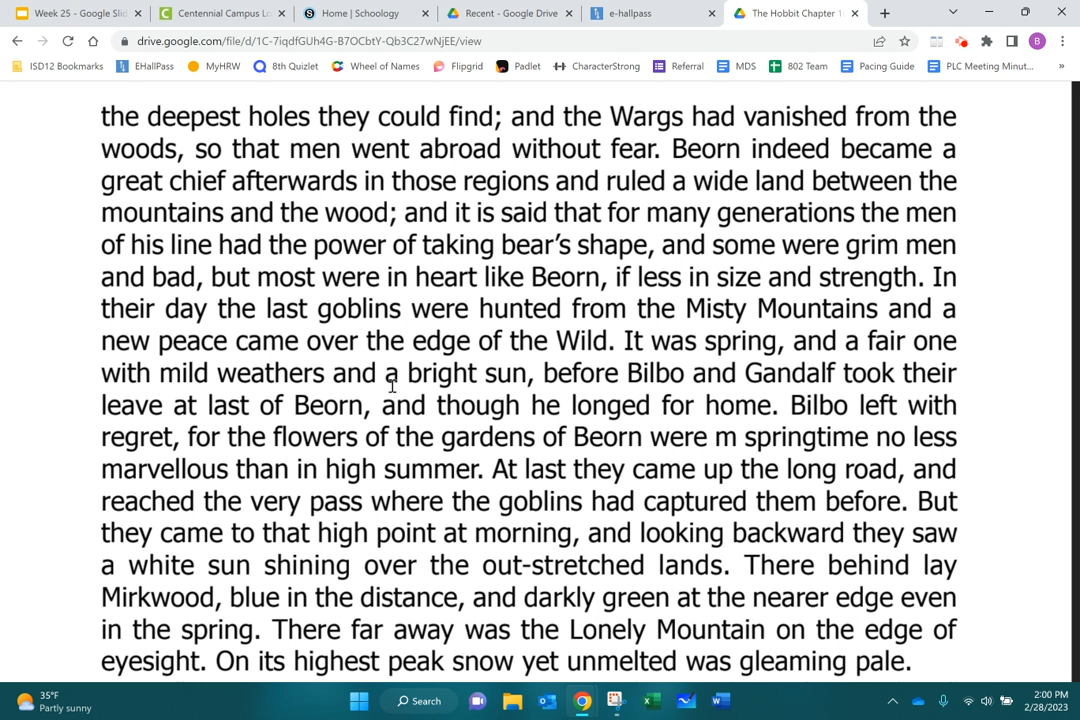 Week 25 - Google Slid
Centennial Campus Lo
Home | Schoology
Recent - Google Drive
e-hallpass
The Hobbit Chapter 1
drive.google.com/file/d/1C-7iqdfGUh4G-B7OCbtY-Qb3C27wNjEE/view
B
ISD12 Bookmarks
EHallPass
MyHRW
8th Quizlet
Wheel of Names
Flipgrid
Padlet
CharacterStrong
Referral
MDS
802 Team
Pacing Guide
PLC Meeting Minut...
the deepest holes they could find; and the Wargs had vanished from the
woods, so that men went abroad without fear. Beorn indeed became a
great chief afterwards in those regions and ruled a wide land between the
mountains and the wood; and it is said that for many generations the men
of his line had the power of taking bear's shape, and some were grim men
and bad, but most were in heart like Beorn, if less in size and strength. In
their day the last goblins were hunted from the Misty Mountains and a
new peace came over the edge of the Wild. It was spring, and a fair one
with mild weathers and a bright sun, before Bilbo and Gandalf took their
leave at last of Beorn, and though he longed for home. Bilbo left with
regret, for the flowers of the gardens of Beorn were m springtime no less
marvellous than in high summer. At last they came up the long road, and
reached the very pass where the goblins had captured them before. But
they came to that high point at morning, and looking backward they saw
a white sun shining over the out-stretched lands. There behind lay
Mirkwood, blue in the distance, and darkly green at the nearer edge even
in the spring. There far away was the Lonely Mountain on the edge of
eyesight. On its highest peak snow yet unmelted was gleaming pale.
35°F
Partly sunny
Search
2:00 PM
2/28/2023